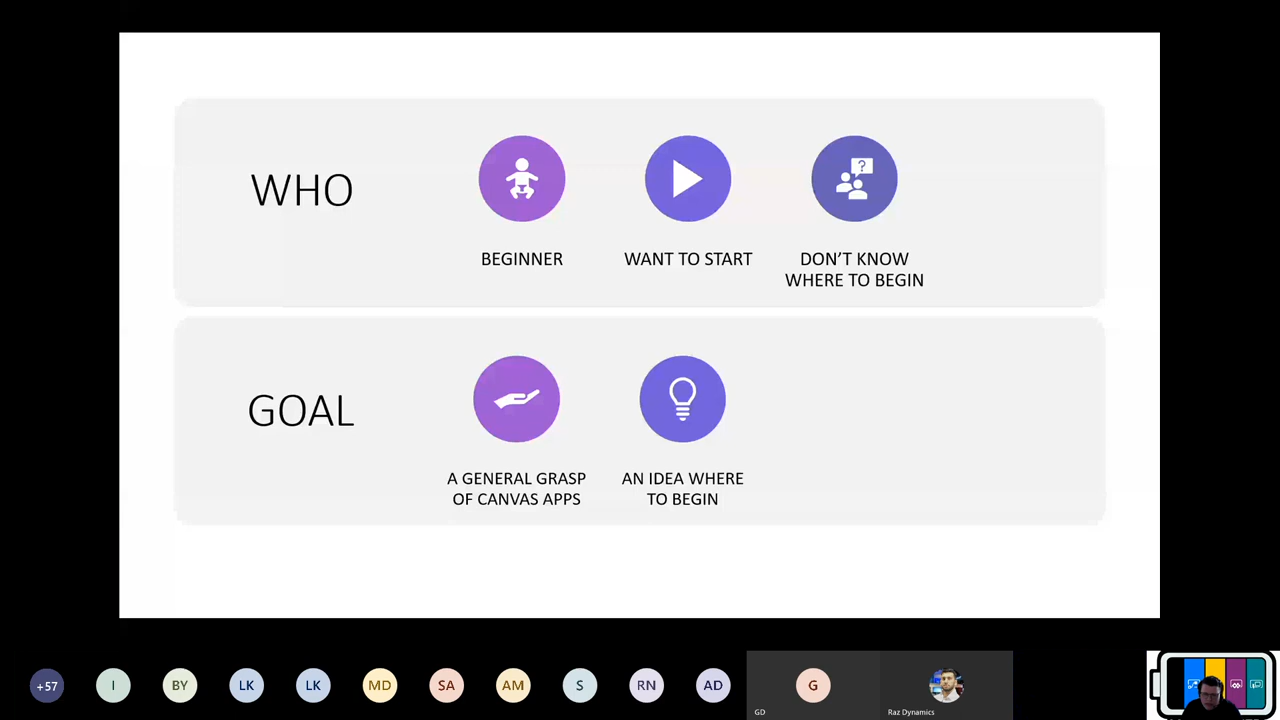 WHO
BEGINNER
WANT TO START
DON'T KNOW
WHERE TO BEGIN
?
GOAL
A GENERAL GRASP
OF CANVAS APPS
AN IDEA WHERE
TO BEGIN
+57
I
BY
LK
LK
MD
SA
AM
S
RN
AD
G
GD
Raz Dynamics